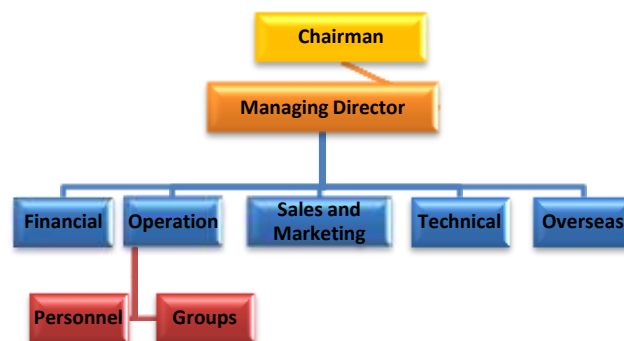 Chairman
Managing Director
Financial
Operation
Sales and
Marketing
Technical
Overseas
Personnel
Groups